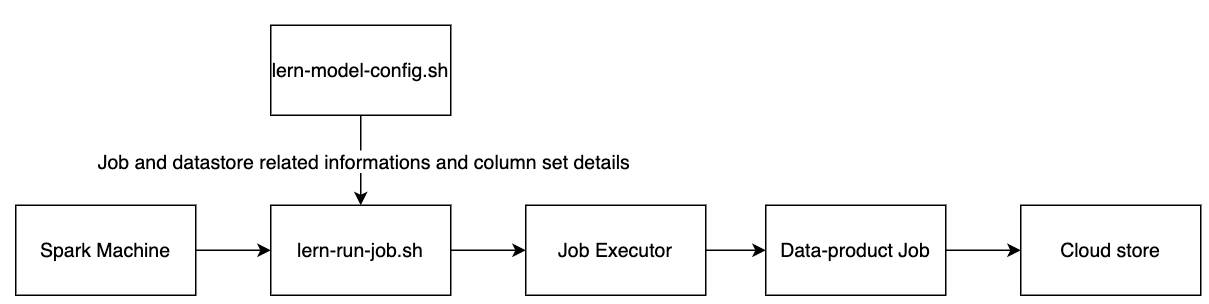 lern-model-config.sh
Job and datastore related informations and column set details
Spark Machine
lern-run-job.sh
Job Executor
Data-product Job
Cloud store